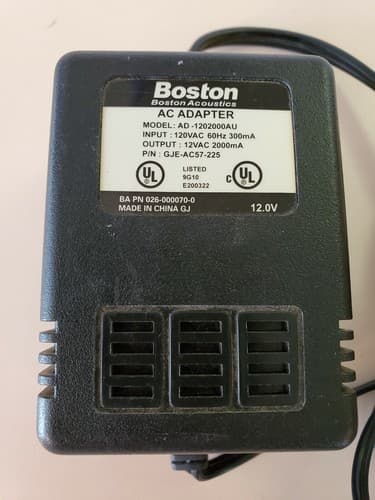 Boston
Boston Acoustics
AC ADAPTER
MODEL: AD -1202000AU
INPUT : 120VAC 60Hz 300mA
OUTPUT : 12VAC 2000mA
P/N : GJE-AC57-225
UL LISTED c UL
9G10
E200322
BA PN 026-000070-0
MADE IN CHINA GJ 12.0V